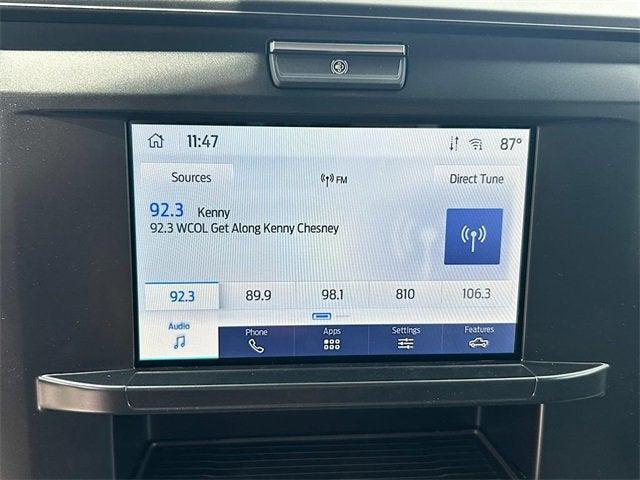 11:47 87°
Sources FM Direct Tune
92.3 Kenny
92.3 WCOL Get Along Kenny Chesney
92.3 89.9 98.1 810 106.3
Audio Phone Apps Settings Features